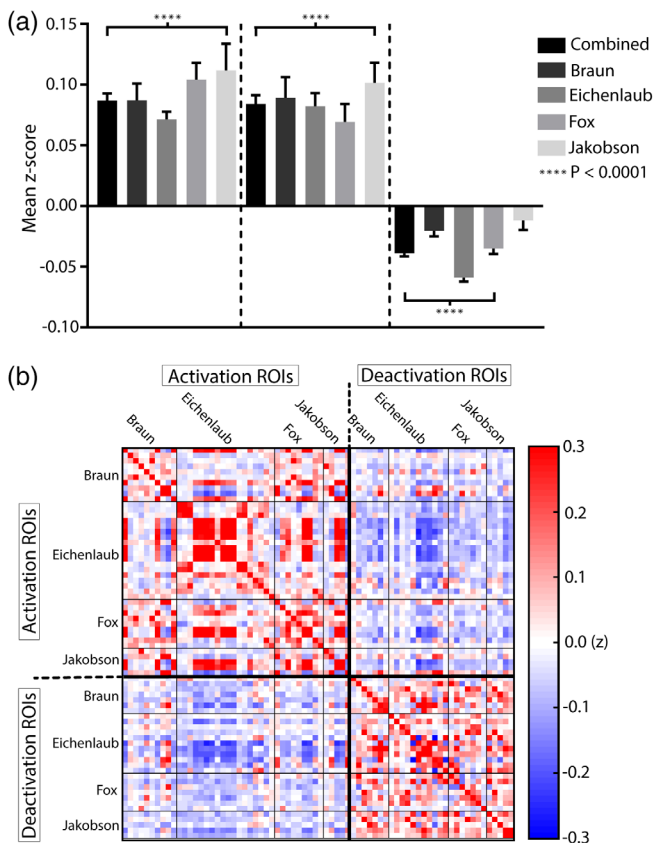 (a)
0.15
0.10
0.05
0.00
-0.05
-0.10
Mean z-score
****
****
****
Combined
Braun
Eichenlaub
Fox
Jakobson
**** P < 0.0001
(b)
Activation ROIs
Deactivation ROIs
Braun
Eichenlaub
Fox
Jakobson
Braun
Eichenlaub
Fox
Jakobson
Activation ROIs
Braun
Eichenlaub
Fox
Jakobson
Deactivation ROIs
Braun
Eichenlaub
Fox
Jakobson
0.3
0.2
0.1
0.0 (z)
-0.1
-0.2
-0.3